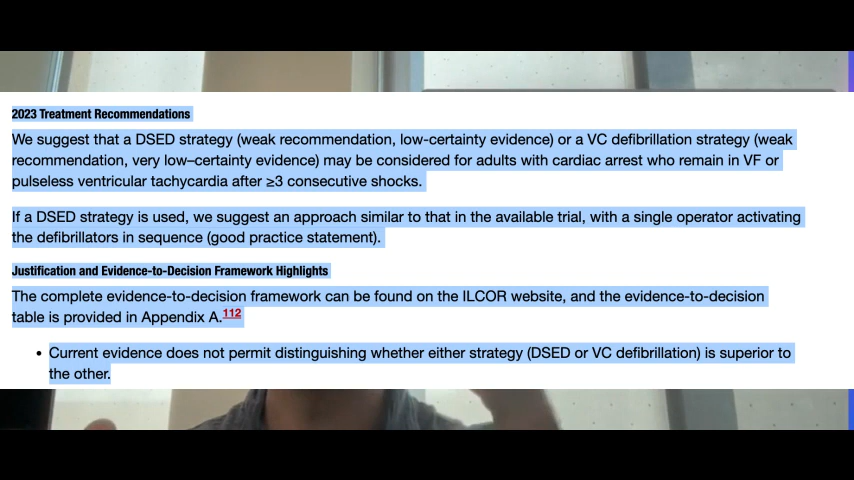 2023 Treatment Recommendations
We suggest that a DSED strategy (weak recommendation, low-certainty evidence) or a VC defibrillation strategy (weak
recommendation, very low–certainty evidence) may be considered for adults with cardiac arrest who remain in VF or
pulseless ventricular tachycardia after ≥3 consecutive shocks.
If a DSED strategy is used, we suggest an approach similar to that in the available trial, with a single operator activating
the defibrillators in sequence (good practice statement).
Justification and Evidence-to-Decision Framework Highlights
The complete evidence-to-decision framework can be found on the ILCOR website, and the evidence-to-decision
table is provided in Appendix A.112
• Current evidence does not permit distinguishing whether either strategy (DSED or VC defibrillation) is superior to
the other.